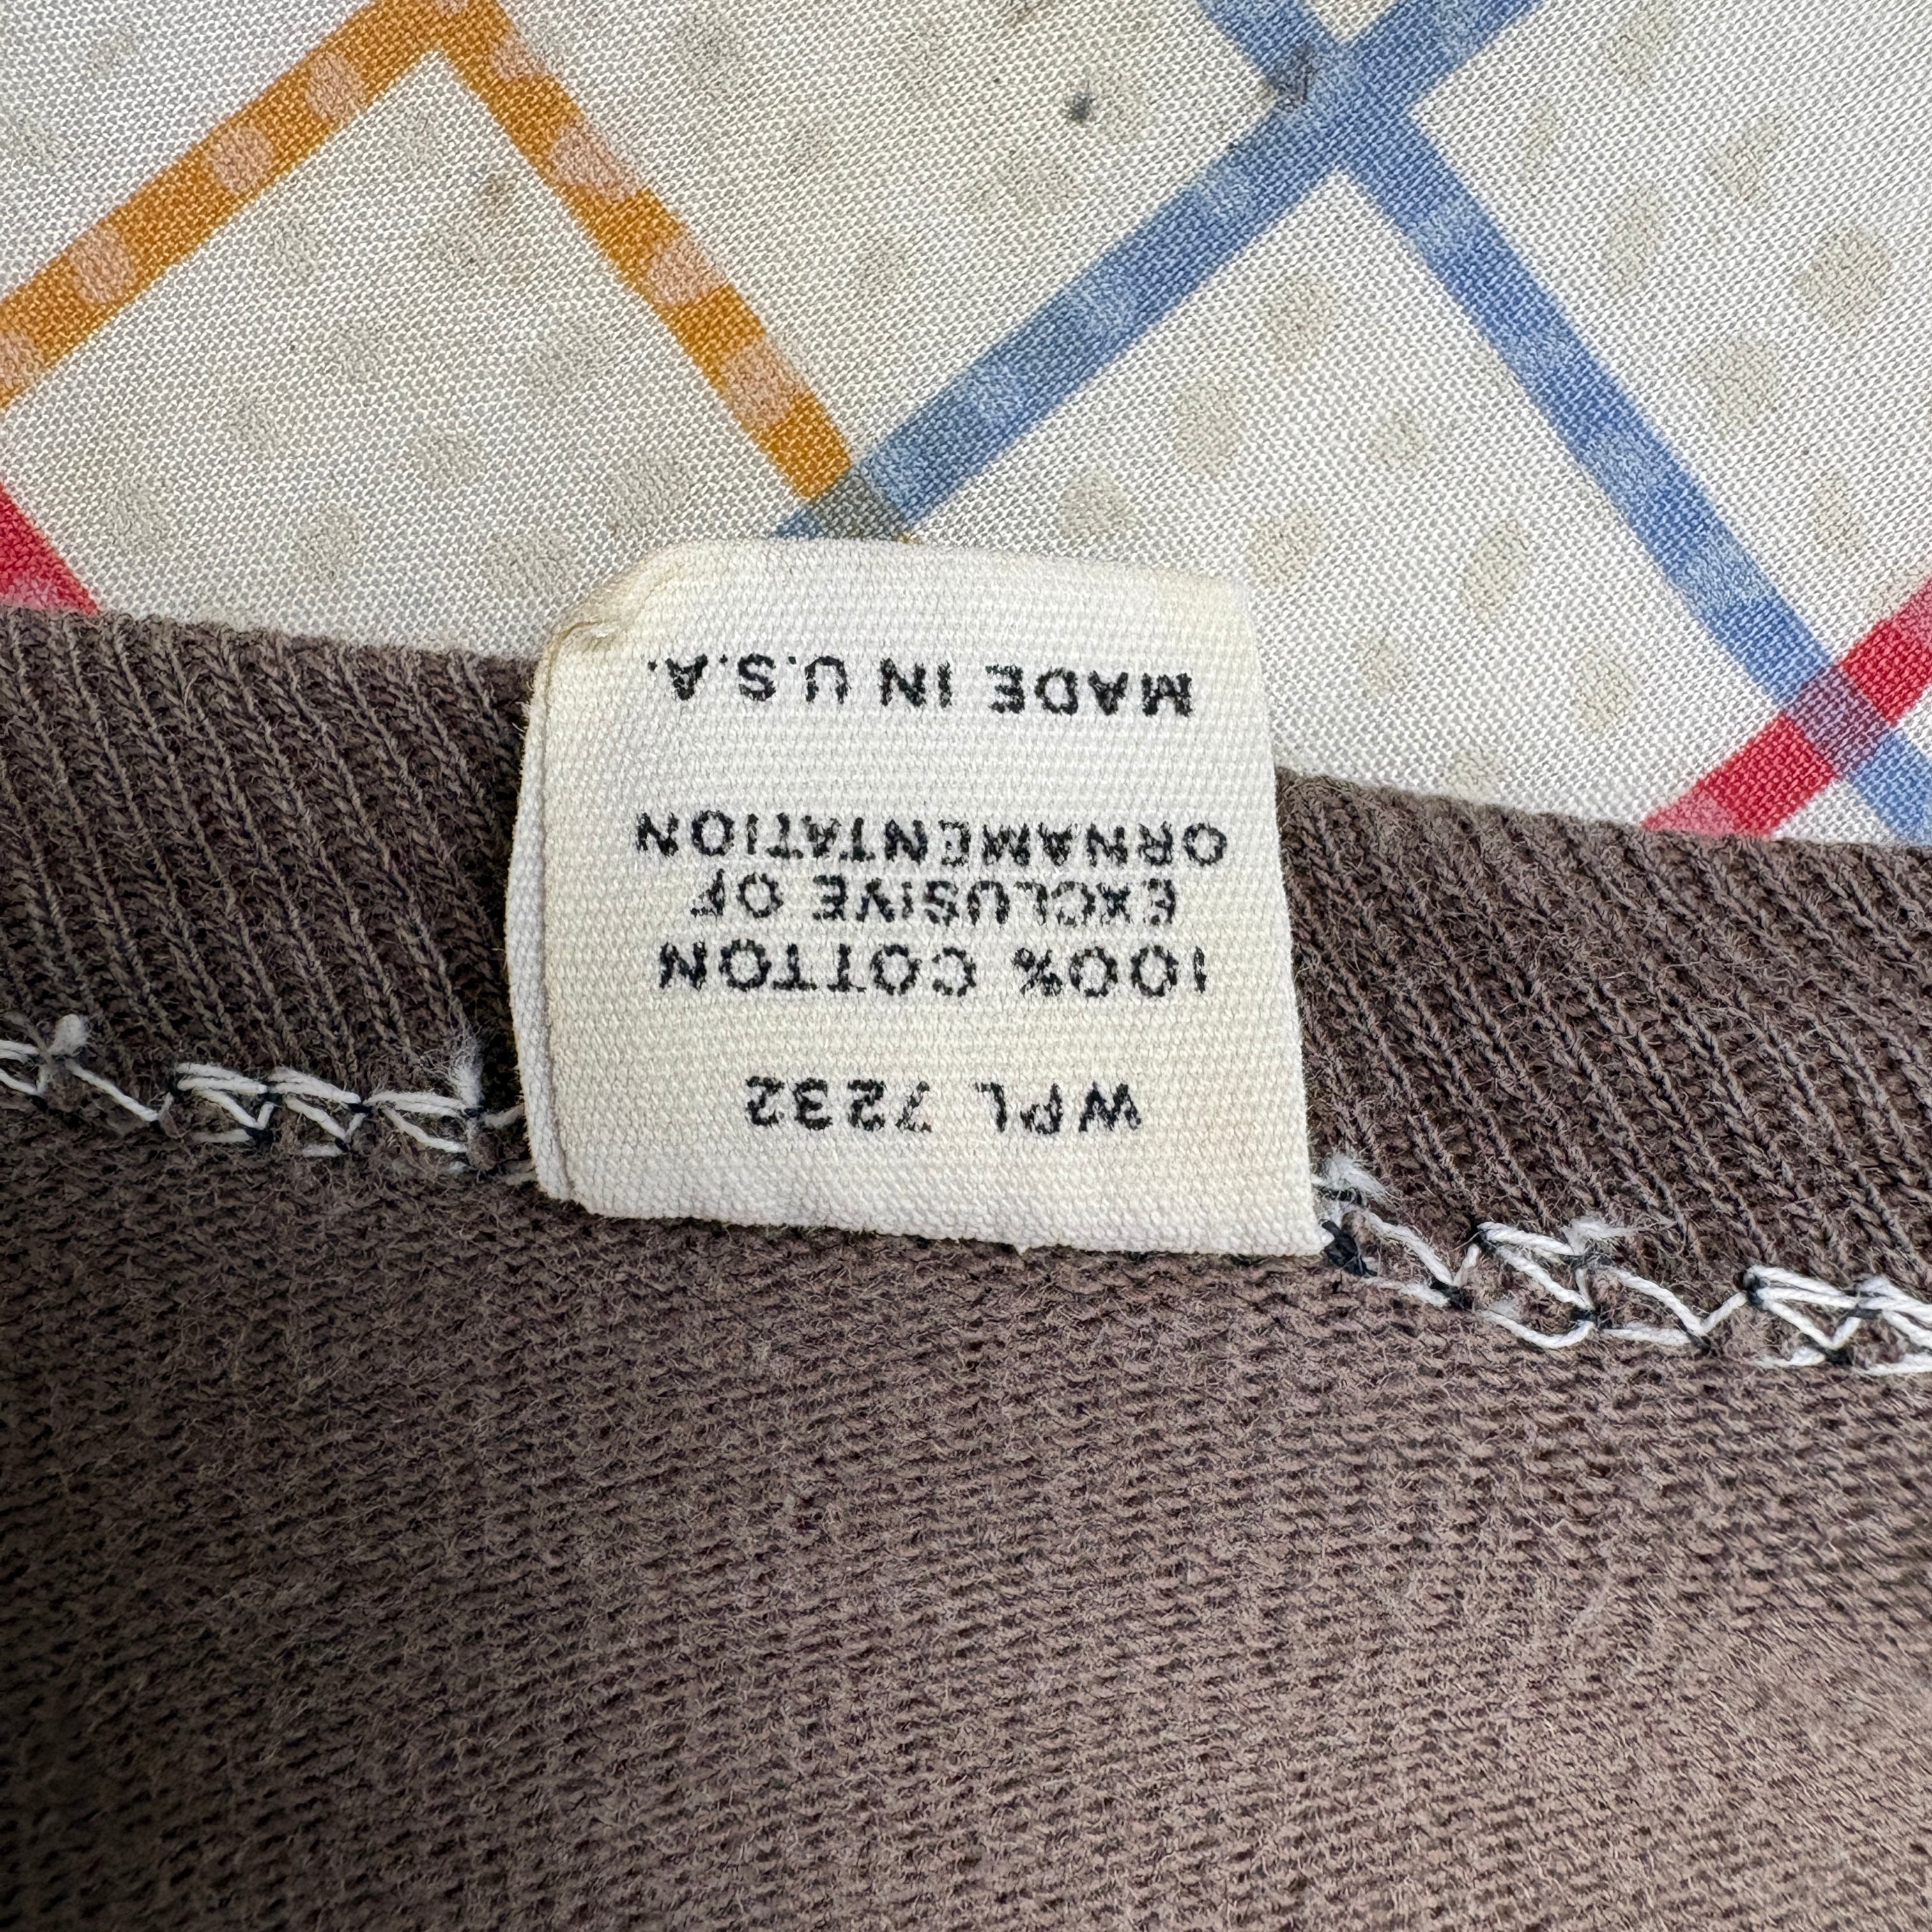 WPL 7232
100% COTTON
EXCLUSIVE OF
ORNAMENTATION
MADE IN U.S.A.